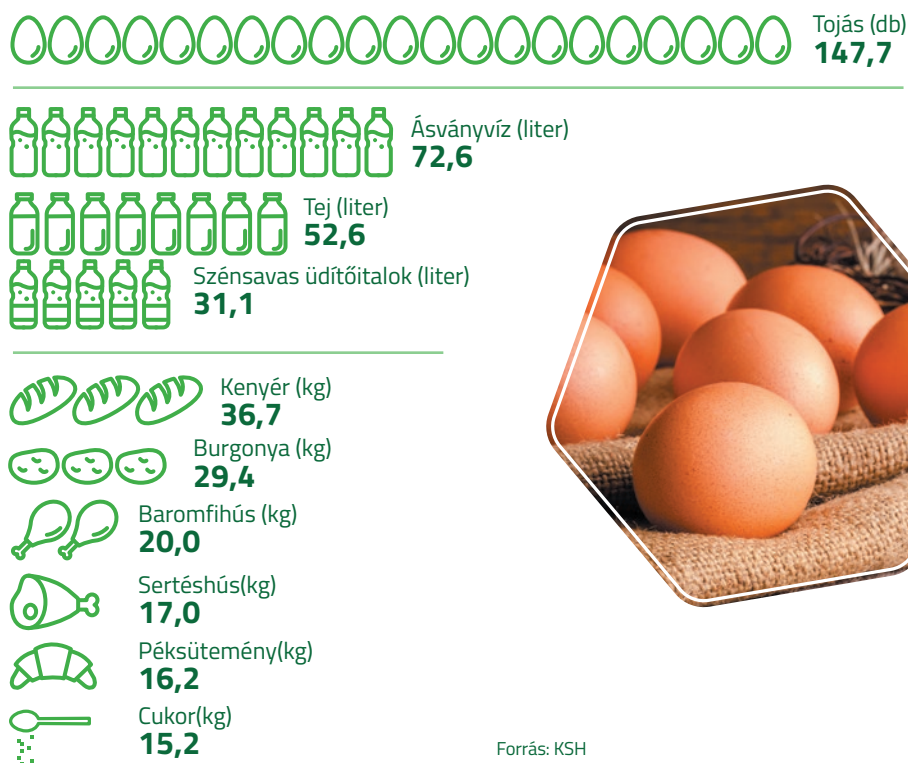 Tojás (db)
147,7
Ásványvíz (liter)
72,6
Tej (liter)
52,6
Szénsavas üdítőitalok (liter)
31,1
Kenyér (kg)
36,7
Burgonya (kg)
29,4
Baromfihús (kg)
20,0
Sertéshús(kg)
17,0
Péksütemény(kg)
16,2
Cukor(kg)
15,2
Forrás: KSH